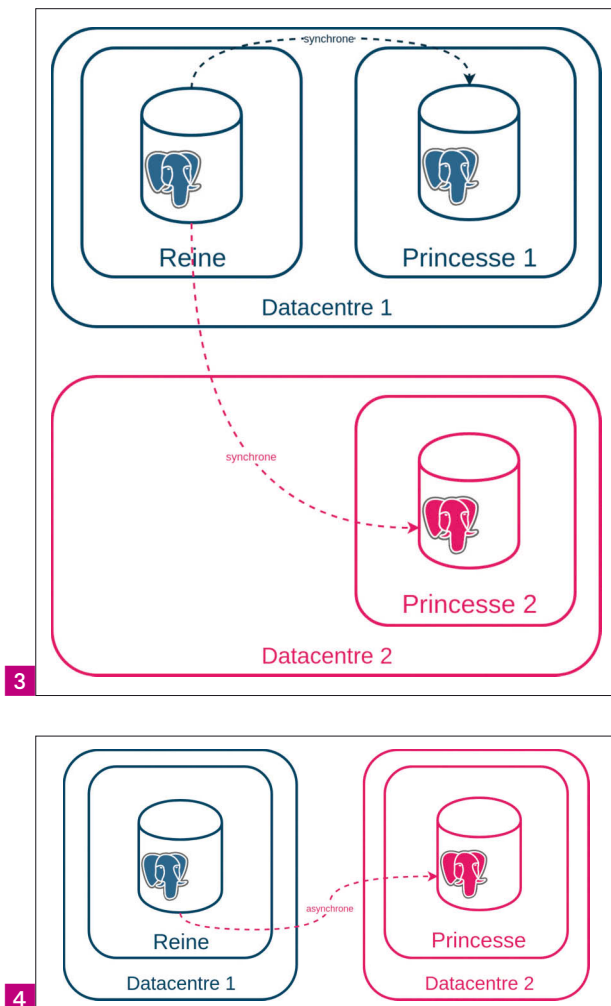 synchrone
Reine
Princesse 1
Datacentre 1
synchrone
Princesse 2
Datacentre 2
3
asynchrone
Reine
Princesse
Datacentre 1
Datacentre 2
4